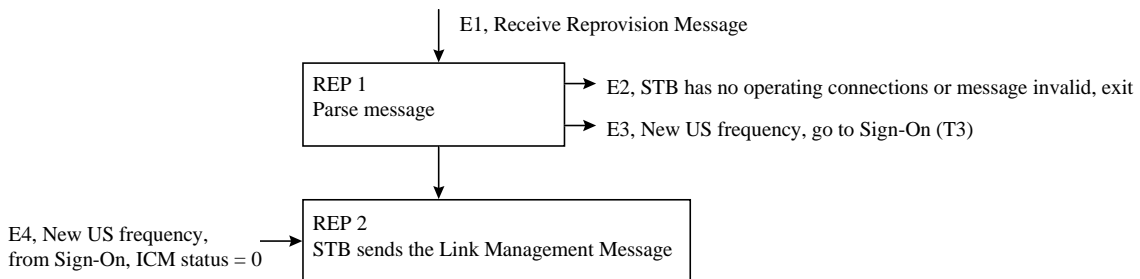 E1, Receive Reprovision Message
REP 1
Parse message
E2, STB has no operating connections or message invalid, exit
E3, New US frequency, go to Sign-On (T3)
REP 2
STB sends the Link Management Message
E4, New US frequency,
from Sign-On, ICM status = 0